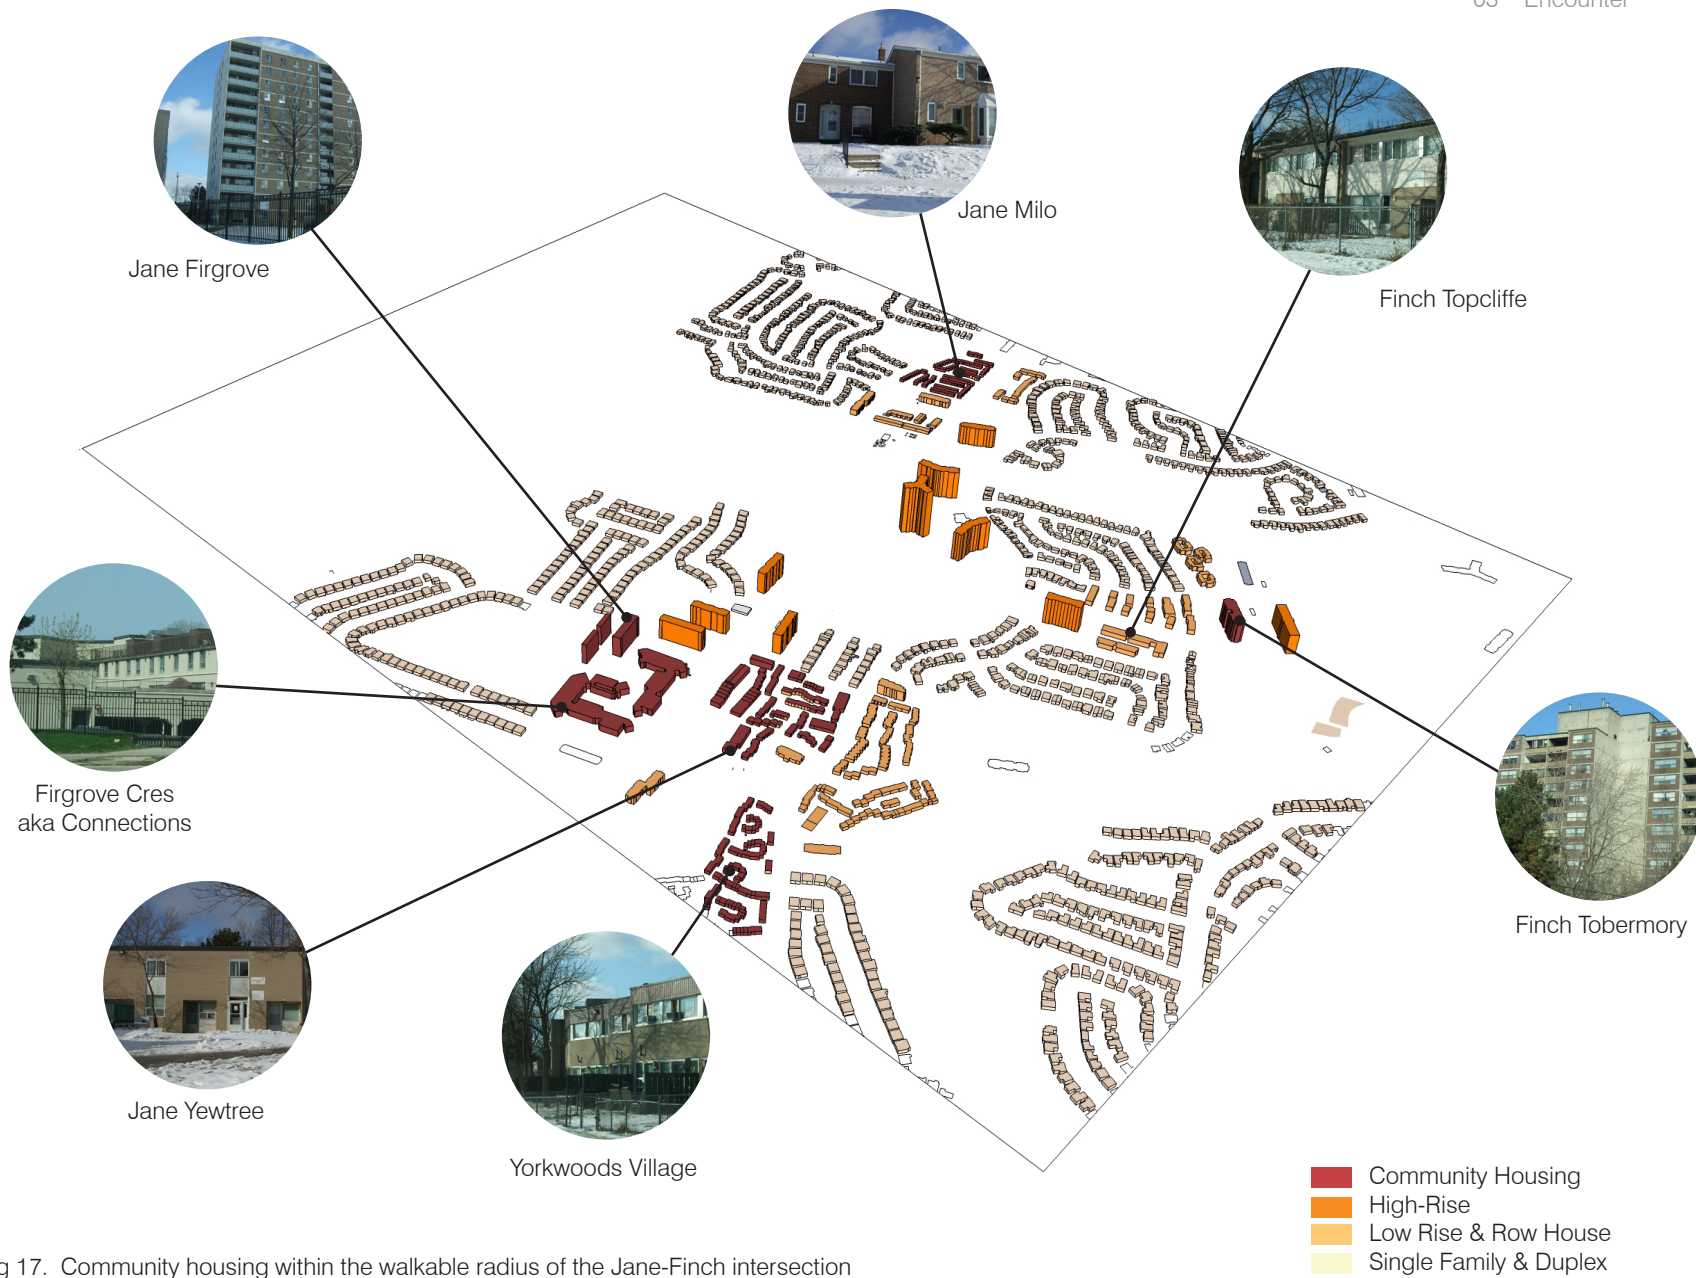 03 Encounter
Jane Firgrove
Jane Milo
Finch Topcliffe
Firgrove Cres
aka Connections
Finch Tobermory
Jane Yewtree
Yorkwoods Village
Community Housing
High-Rise
Low Rise & Row House
Single Family & Duplex
g 17. Community housing within the walkable radius of the Jane-Finch intersection